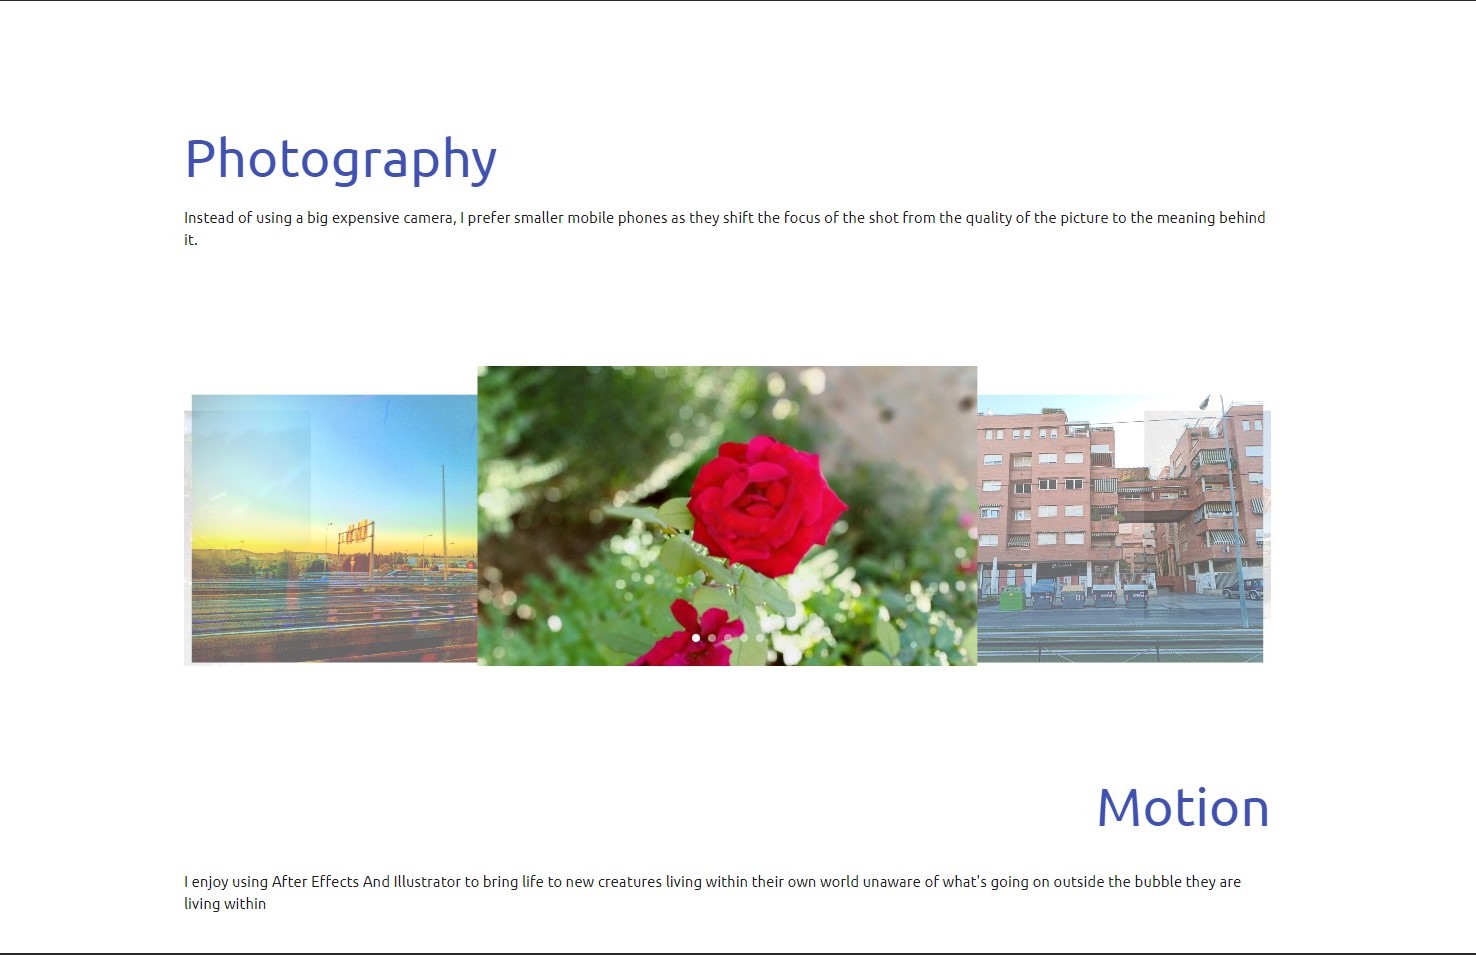 Photography
Instead of using a big expensive camera, I prefer smaller mobile phones as they shift the focus of the shot from the quality of the picture to the meaning behind
it.
Motion
I enjoy using After Effects And Illustrator to bring life to new creatures living within their own world unaware of what's going on outside the bubble they are
living within